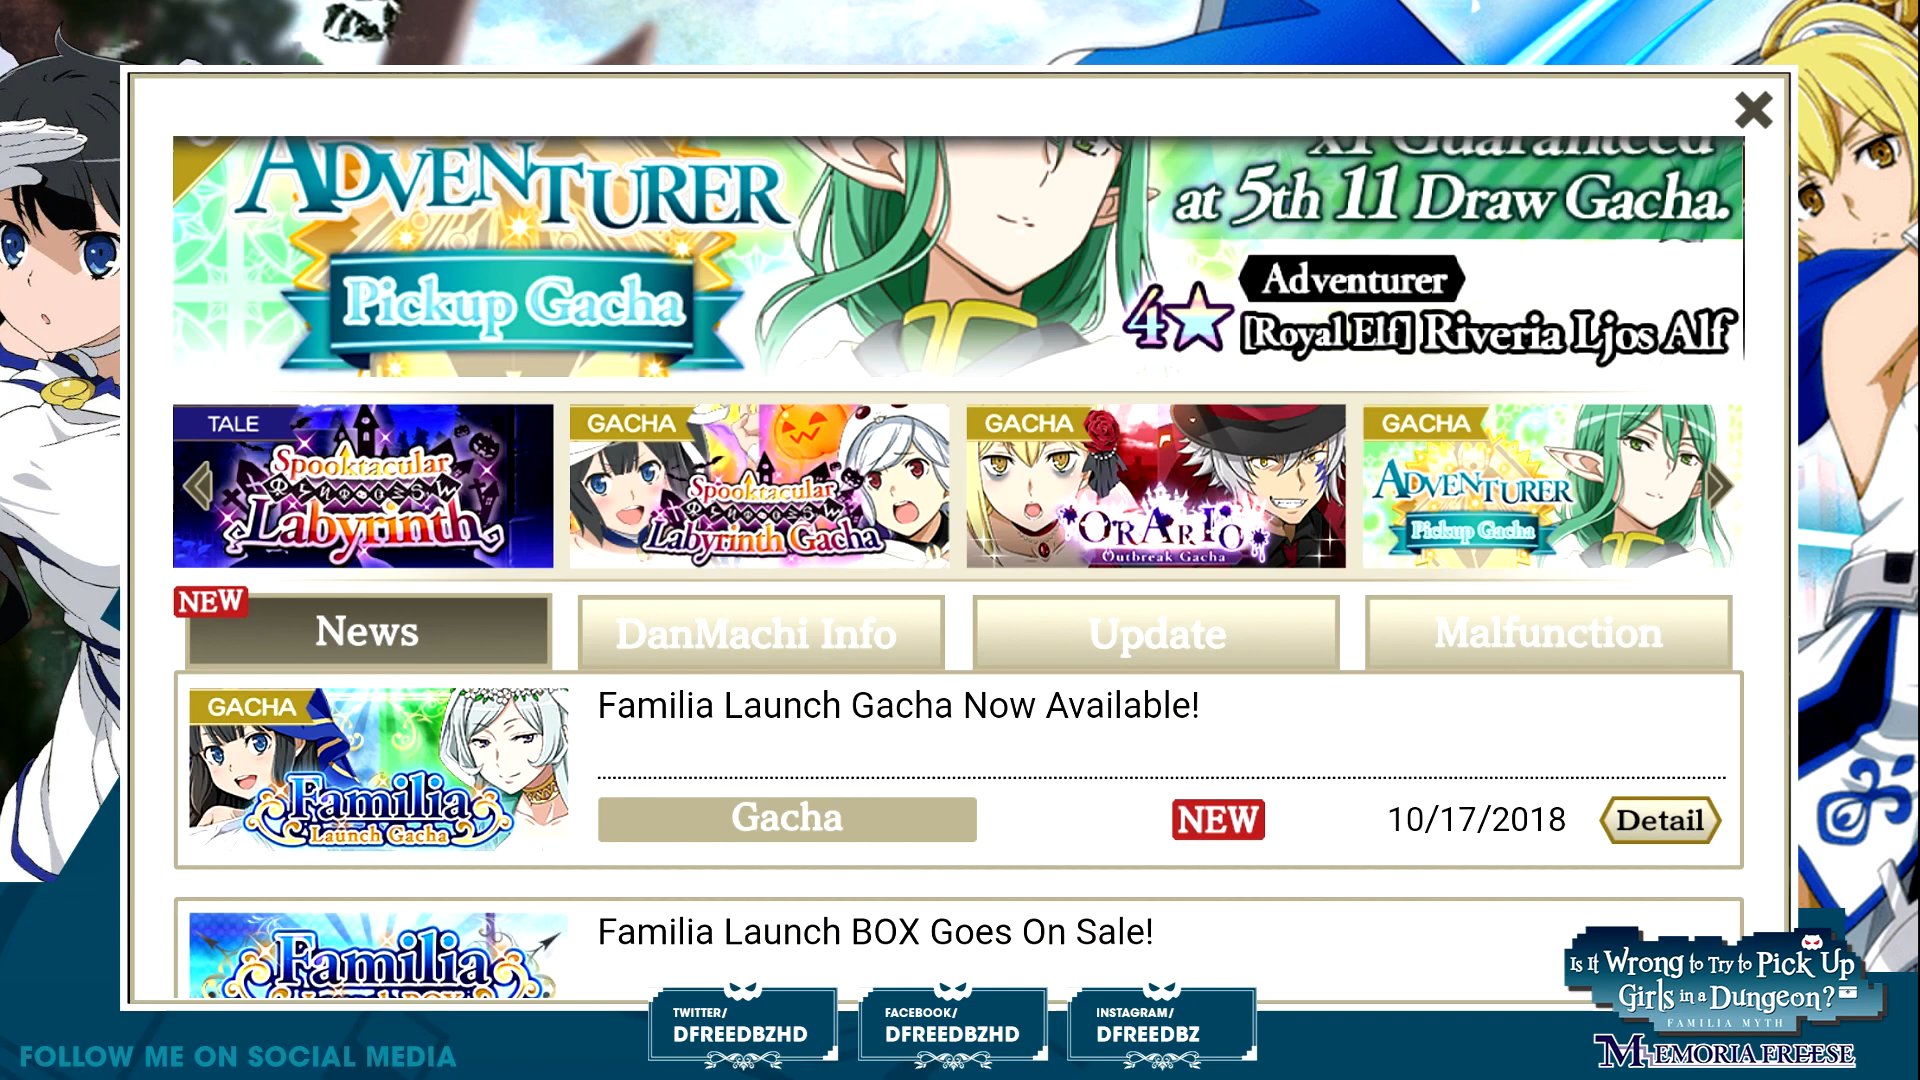 ADVENTURER
Pickup Gacha
x1 Guaranteed
at 5th 11 Draw Gacha.
Adventurer
4★ [Royal Elf] Riveria Ljos Alf
TALE
Spooktacular
Labyrinth
GACHA
Spooktacular
Labyrinth Gacha
GACHA
ORARIO
Outbreak Gacha
GACHA
ADVENTURER
Pickup Gacha
NEW
News
DanMachi Info
Update
Malfunction
GACHA
Familia
Launch Gacha
Familia Launch Gacha Now Available!
Gacha
NEW
10/17/2018
Detail
Familia
Launch BOX
Familia Launch BOX Goes On Sale!
FOLLOW ME ON SOCIAL MEDIA
TWITTER/
DFREEDBZHD
FACEBOOK/
DFREEDBZHD
INSTAGRAM/
DFREEDBZ
Is It Wrong to Try to Pick Up
Girls in a Dungeon?
FAMILIA MYTH
MEMORIA FREESE